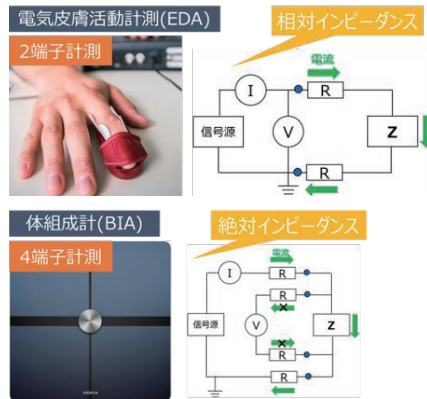 電気皮膚活動計測(EDA)
2端子計測
相対インピーダンス
電流
I
R
信号源
V
Z
R
体組成計(BIA)
4端子計測
絶対インピーダンス
電流
I
R
R
×
信号源
V
Z
×
R
R
NOKIA